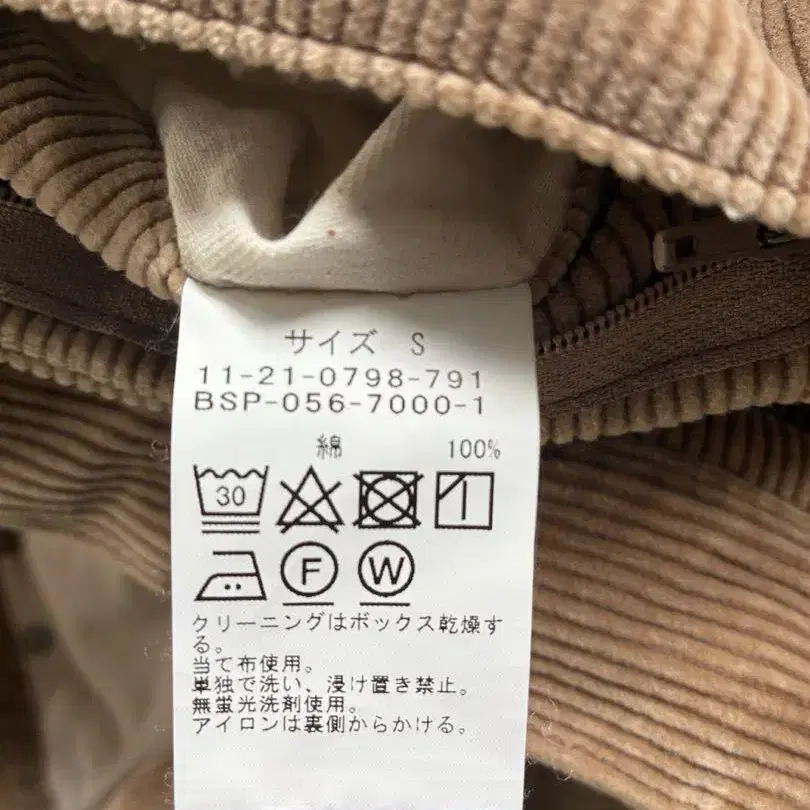 サイズ S
11-21-0798-791
BSP-056-7000-1
綿 100%
30
F W
クリーニングはボックス乾燥す
る。
当て布使用。
単独で洗い、浸け置き禁止。
無蛍光洗剤使用。
アイロンは裏側からかける。